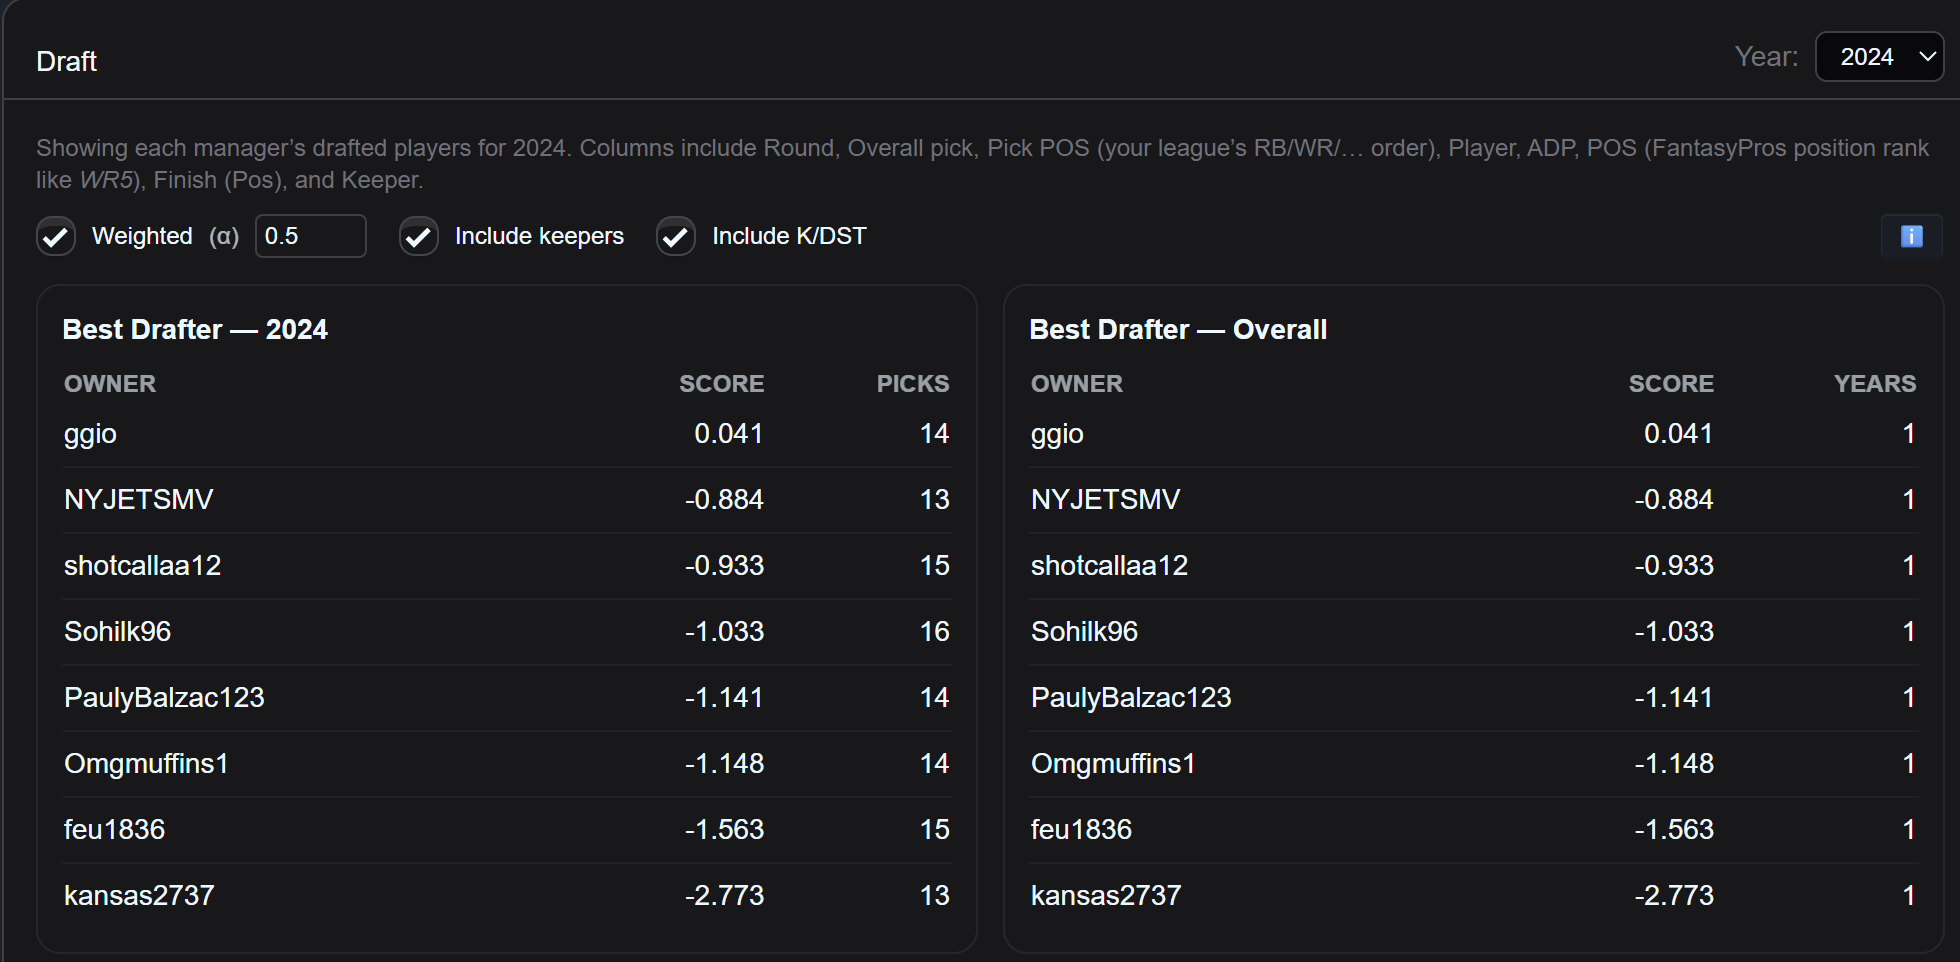 Draft
Year: 2024
Showing each manager’s drafted players for 2024. Columns include Round, Overall pick, Pick POS (your league’s RB/WR/… order), Player, ADP, POS (FantasyPros position rank
like WR5), Finish (Pos), and Keeper.
Weighted (α) 0.5 Include keepers Include K/DST i
Best Drafter — 2024
OWNER SCORE PICKS
ggio 0.041 14
NYJETSMV -0.884 13
shotcallaa12 -0.933 15
Sohilk96 -1.033 16
PaulyBalzac123 -1.141 14
Omgmuffins1 -1.148 14
feu1836 -1.563 15
kansas2737 -2.773 13
Best Drafter — Overall
OWNER SCORE YEARS
ggio 0.041 1
NYJETSMV -0.884 1
shotcallaa12 -0.933 1
Sohilk96 -1.033 1
PaulyBalzac123 -1.141 1
Omgmuffins1 -1.148 1
feu1836 -1.563 1
kansas2737 -2.773 1